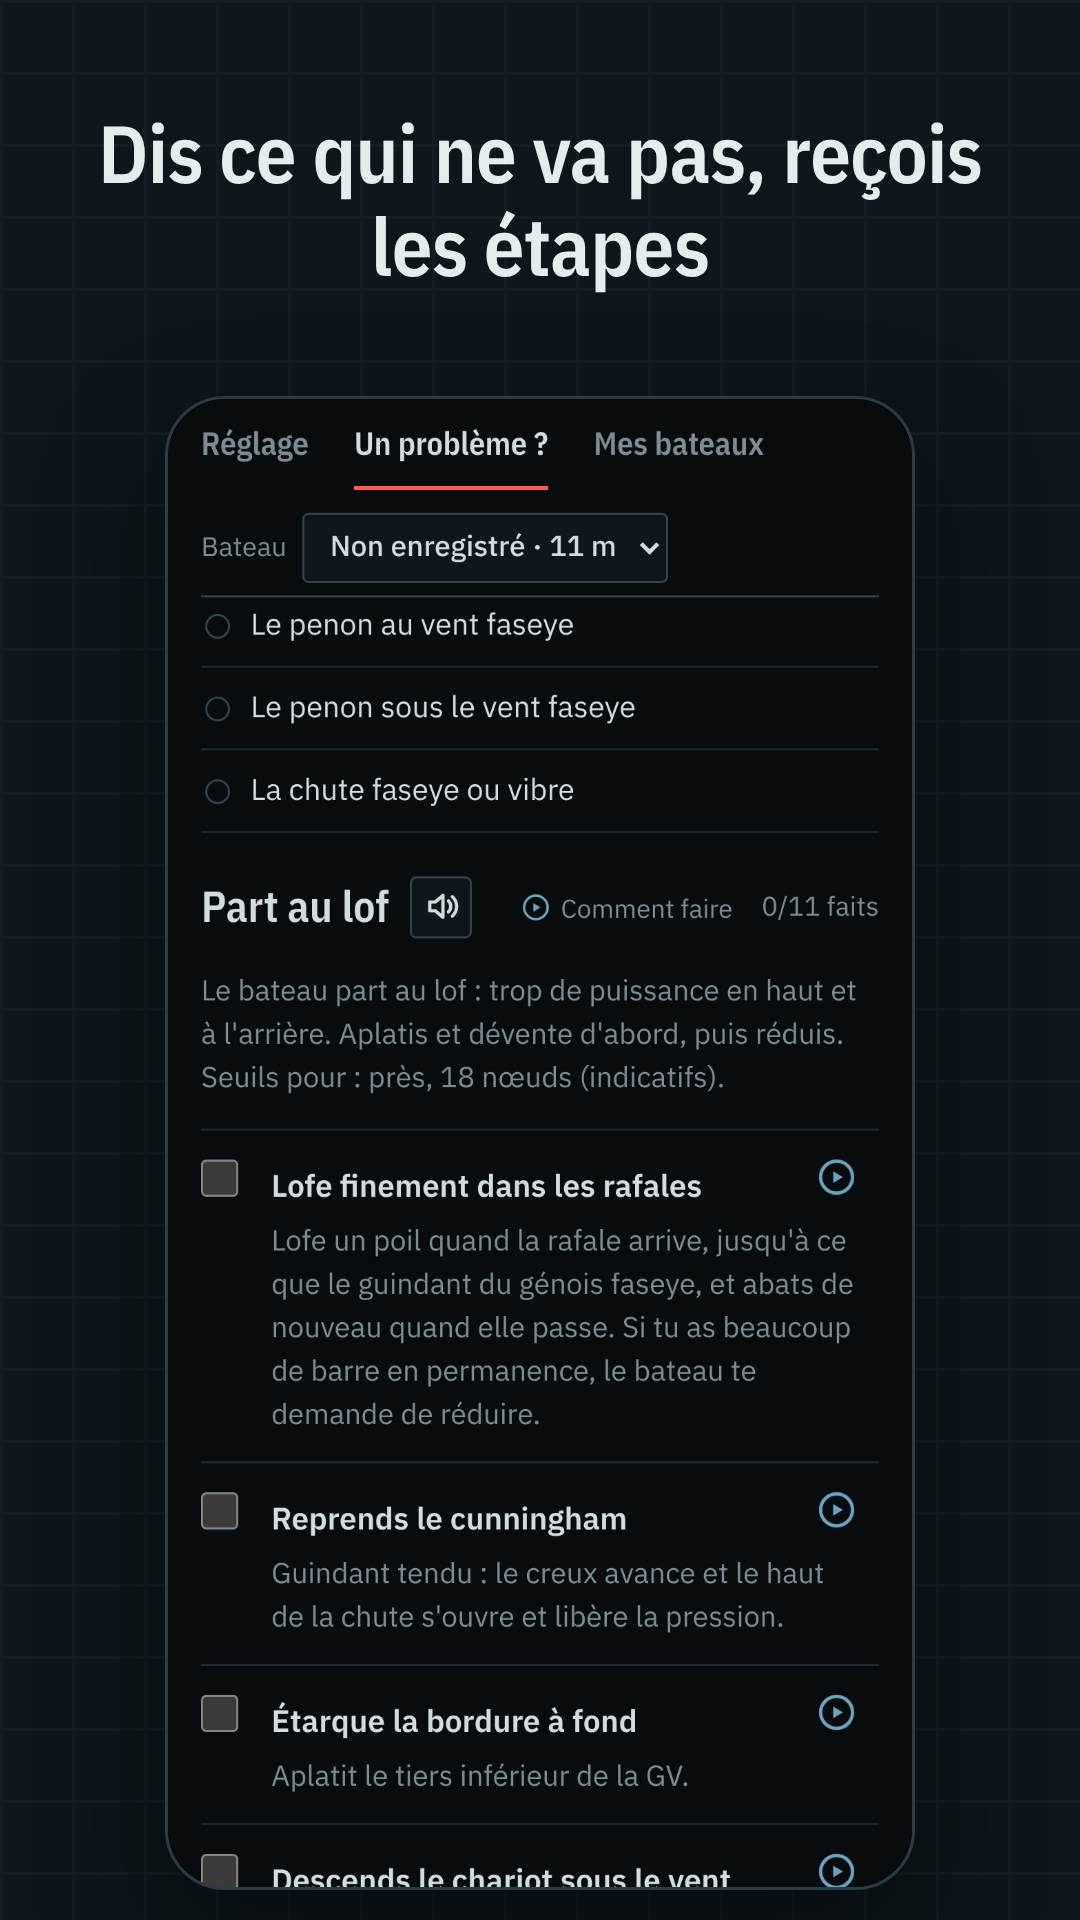 Dis ce qui ne va pas, reçois
les étapes
Réglage Un problème ? Mes bateaux
Bateau Non enregistré · 11 m
Le penon au vent faseye
Le penon sous le vent faseye
La chute faseye ou vibre
Part au lof Comment faire 0/11 faits
Le bateau part au lof : trop de puissance en haut et
à l'arrière. Aplatis et dévente d'abord, puis réduis.
Seuils pour : près, 18 nœuds (indicatifs).
Lofe finement dans les rafales
Lofe un poil quand la rafale arrive, jusqu'à ce
que le guindant du génois faseye, et abats de
nouveau quand elle passe. Si tu as beaucoup
de barre en permanence, le bateau te
demande de réduire.
Reprends le cunningham
Guindant tendu : le creux avance et le haut
de la chute s'ouvre et libère la pression.
Étarque la bordure à fond
Aplatit le tiers inférieur de la GV.
Descends le chariot sous le vent